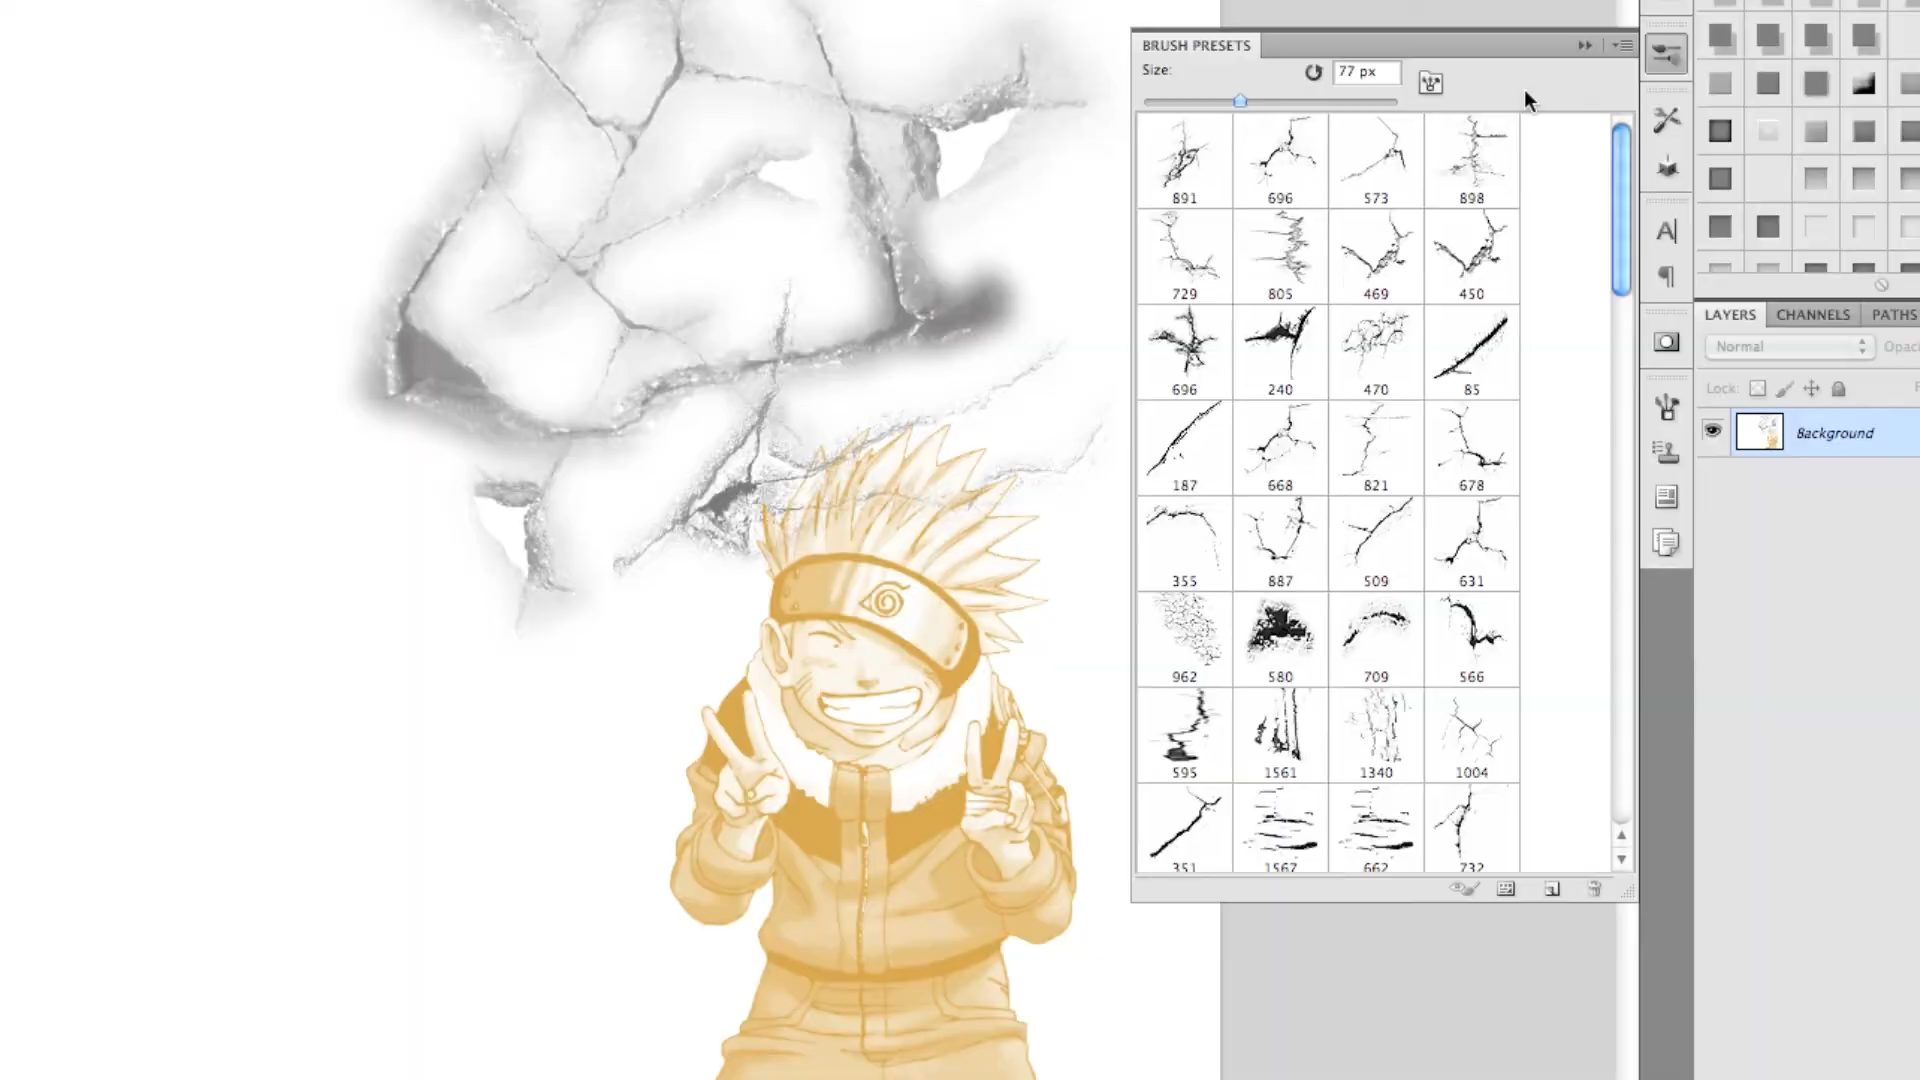 BRUSH PRESETS
Size:
77 px
891 696 573 898
729 805 469 450
696 240 470 85
187 668 821 678
355 887 509 631
962 580 709 566
595 1561 1340 1004
351 1567 662 732
A
LAYERS CHANNELS PATHS
Normal
Lock:
Background